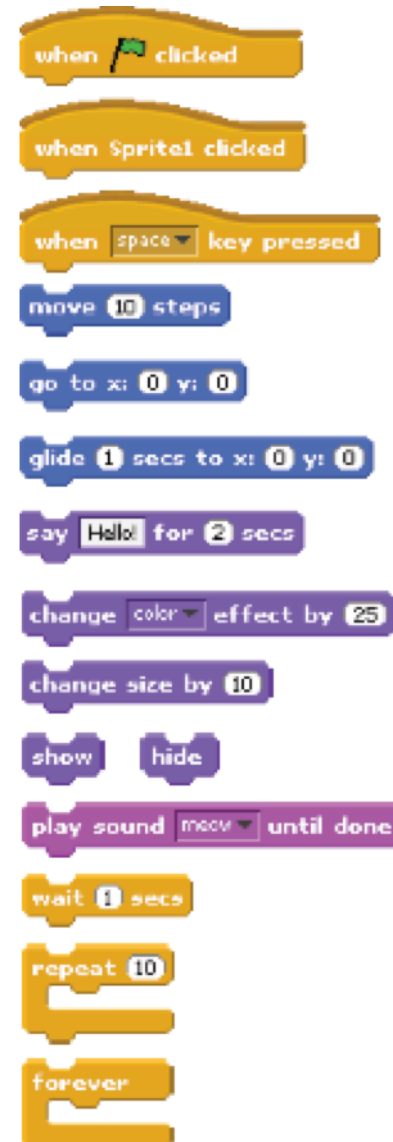 when clicked
when Sprite1 clicked
when space key pressed
move 10 steps
go to x: 0 y: 0
glide 1 secs to x: 0 y: 0
say Hello! for 2 secs
change color effect by 25
change size by 10
show hide
play sound meow until done
wait 1 secs
repeat 10
forever